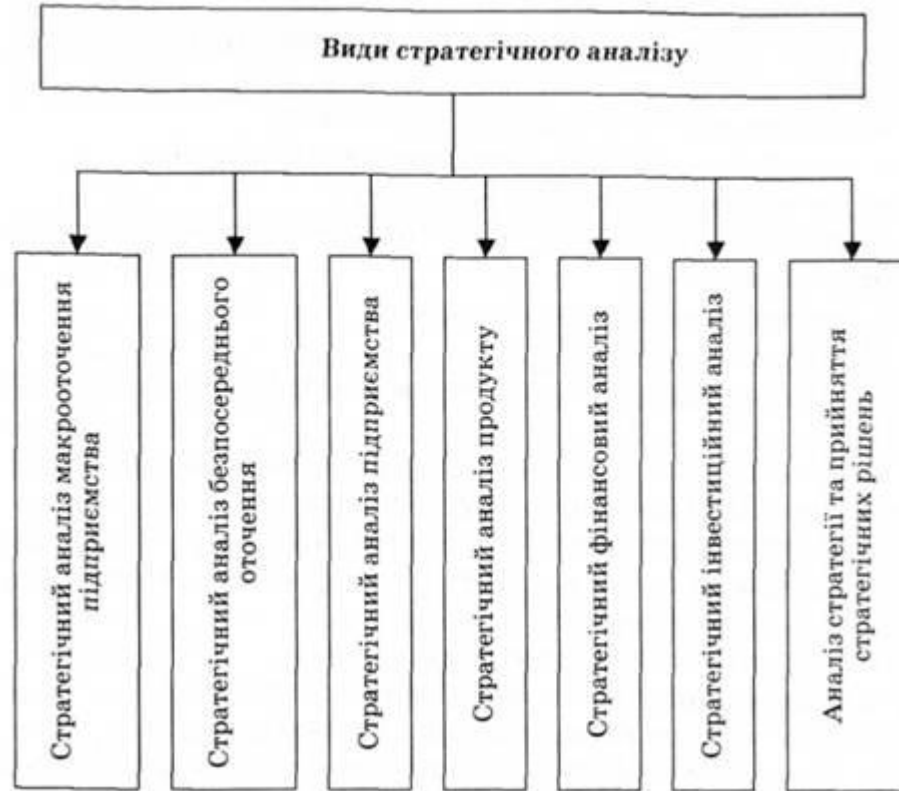 Види стратегічного аналізу
Стратегічний аналіз макрооточення
підприємства
Стратегічний аналіз безпосереднього
оточення
Стратегічний аналіз підприємства
Стратегічний аналіз продукту
Стратегічний фінансовий аналіз
Стратегічний інвестиційний аналіз
Аналіз стратегії та прийняття
стратегічних рішень